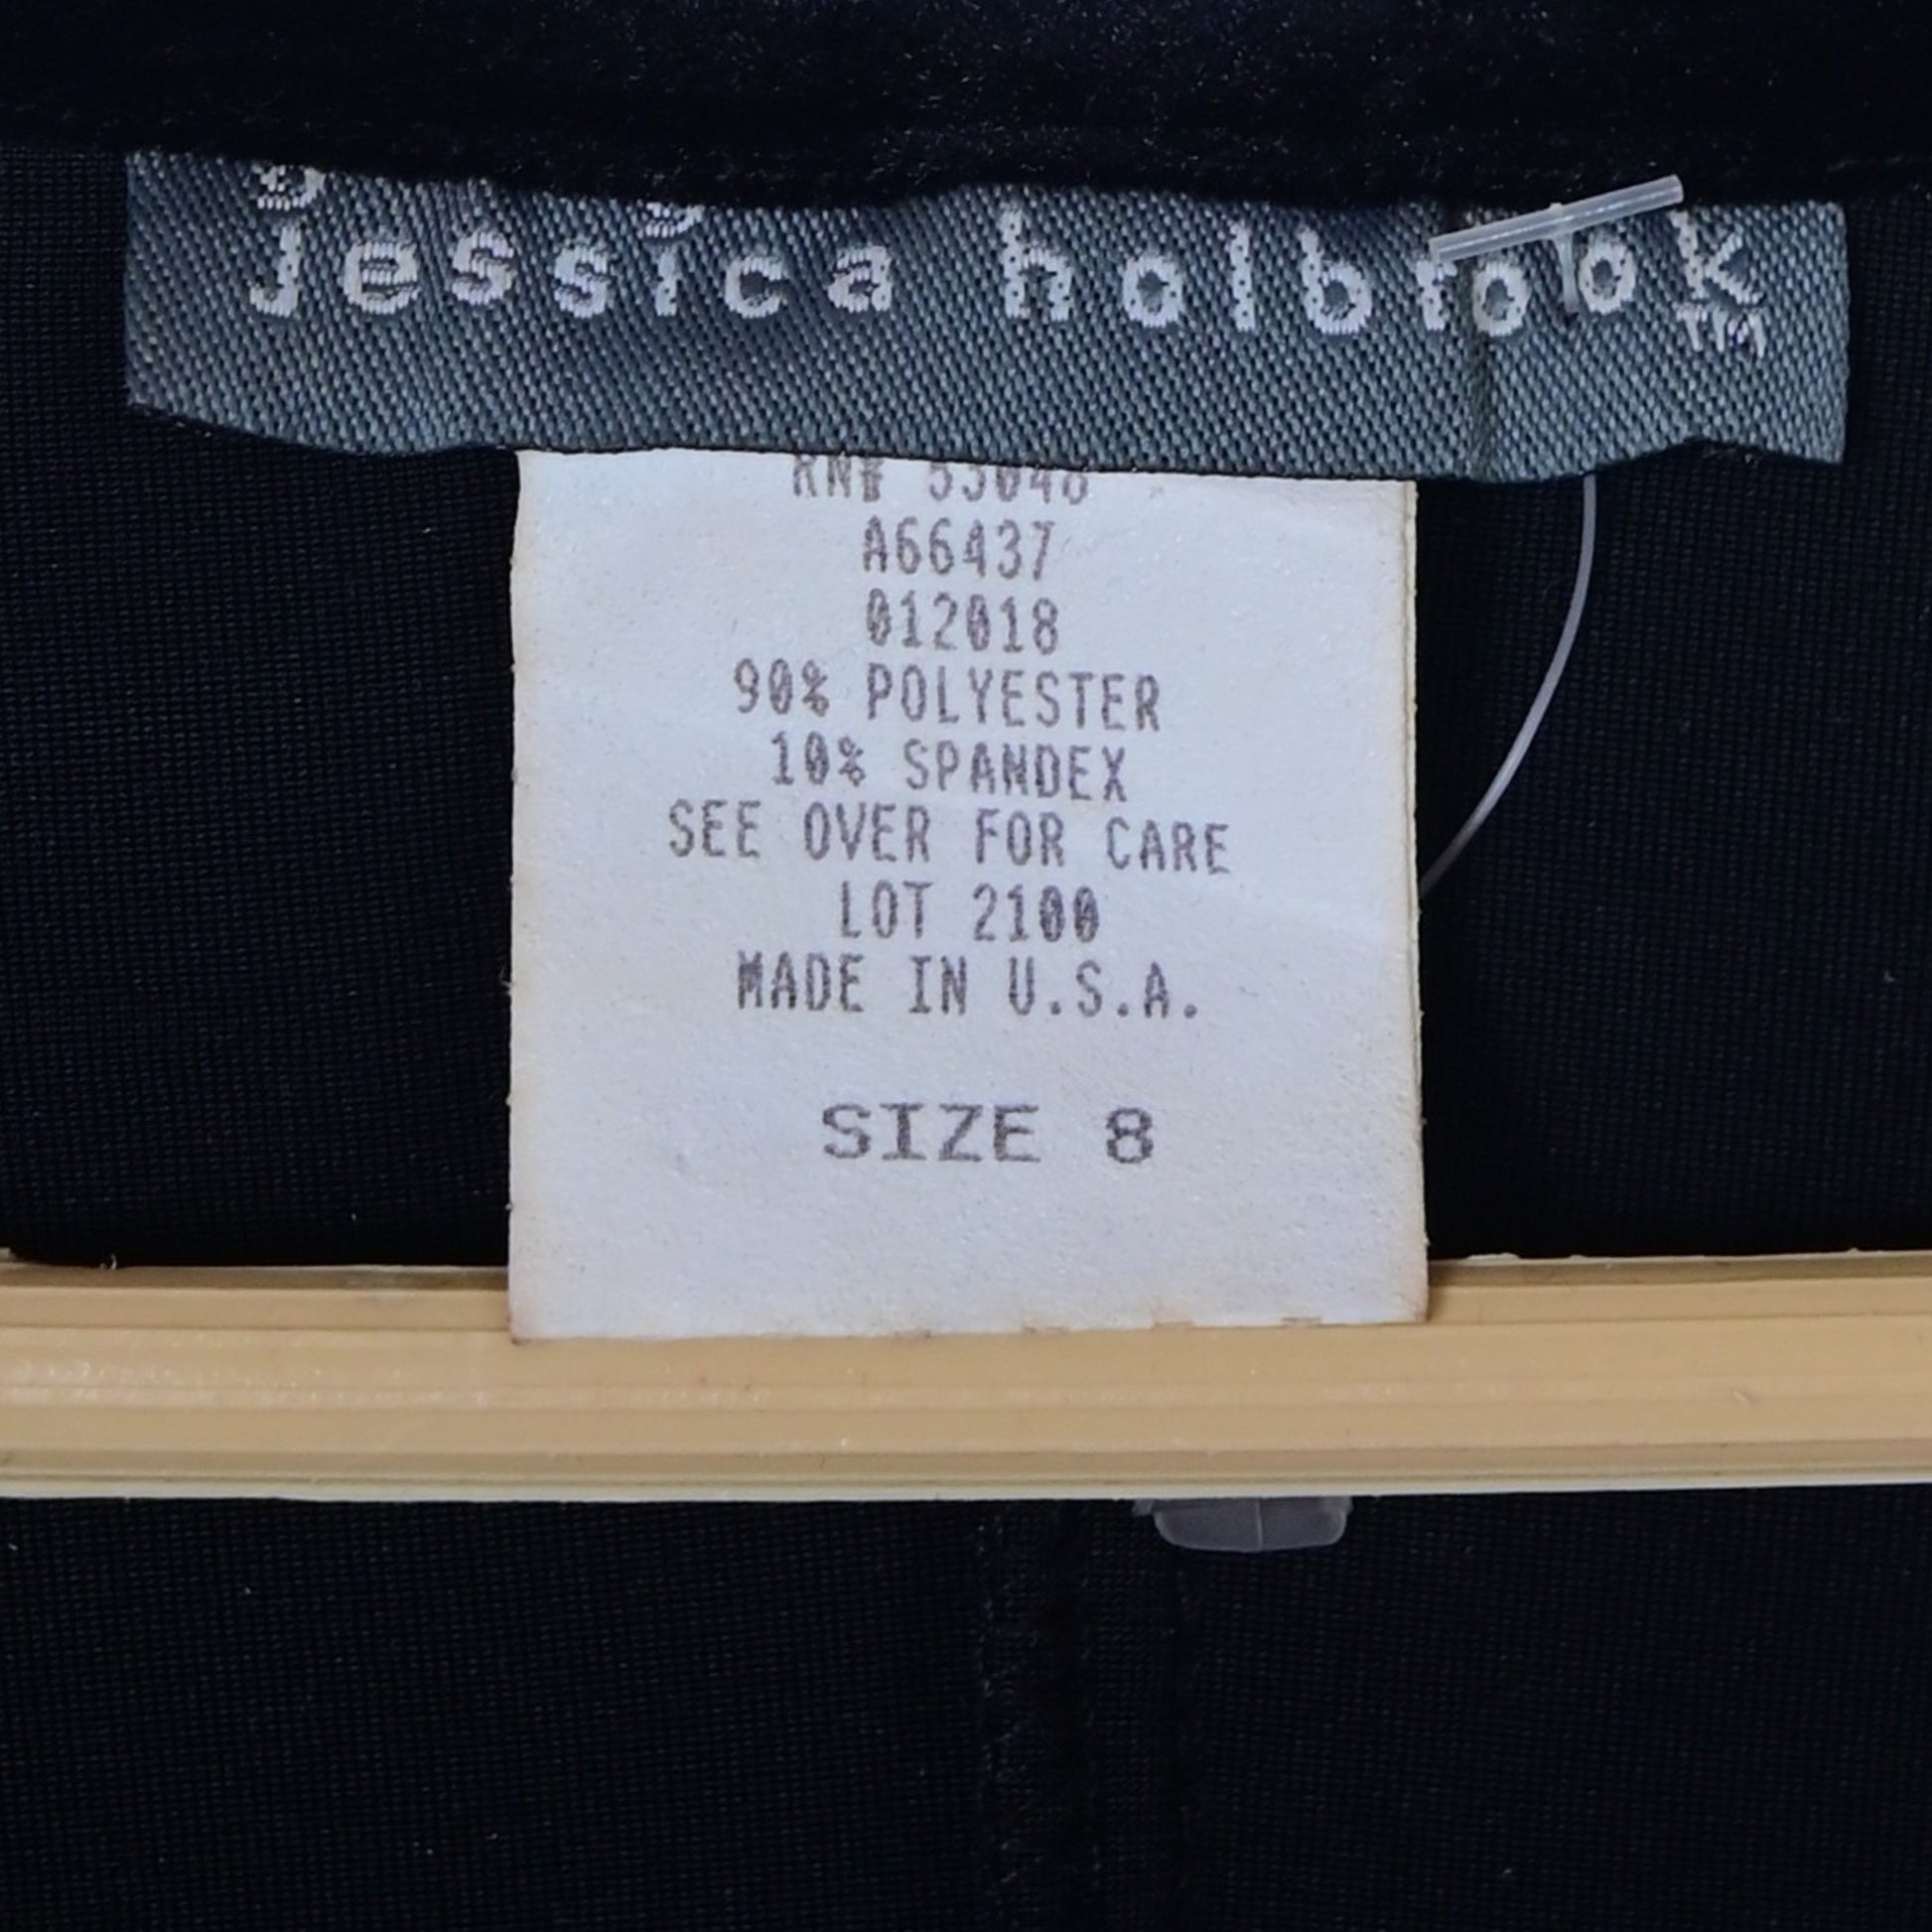 jessica holbrook
TM
RN# 53048
A66437
012018
90% POLYESTER
10% SPANDEX
SEE OVER FOR CARE
LOT 2100
MADE IN U.S.A.
SIZE 8